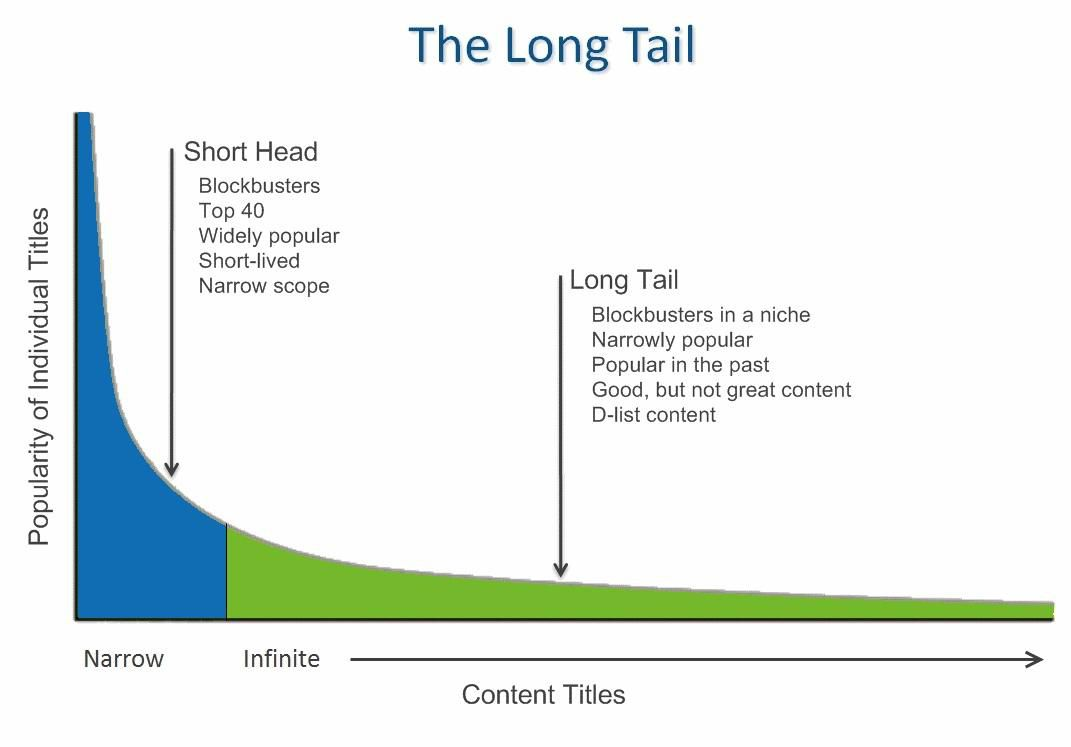 The Long Tail
Short Head
Blockbusters
Top 40
Widely popular
Short-lived
Narrow scope
Long Tail
Blockbusters in a niche
Narrowly popular
Popular in the past
Good, but not great content
D-list content
Popularity of Individual Titles
Narrow
Infinite
Content Titles